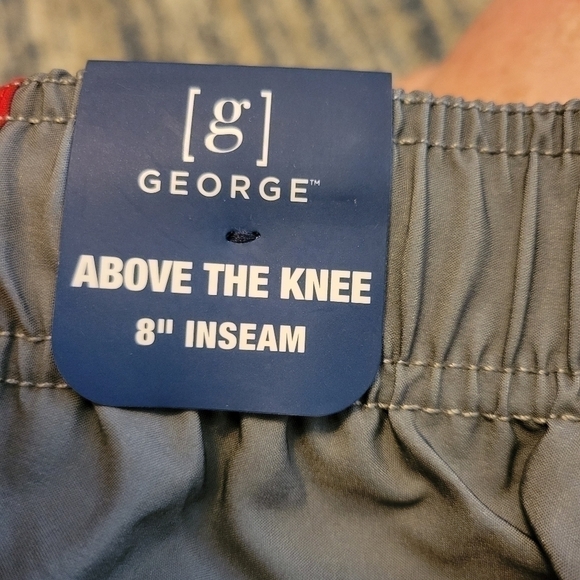 [g]
GEORGE™
ABOVE THE KNEE
8" INSEAM